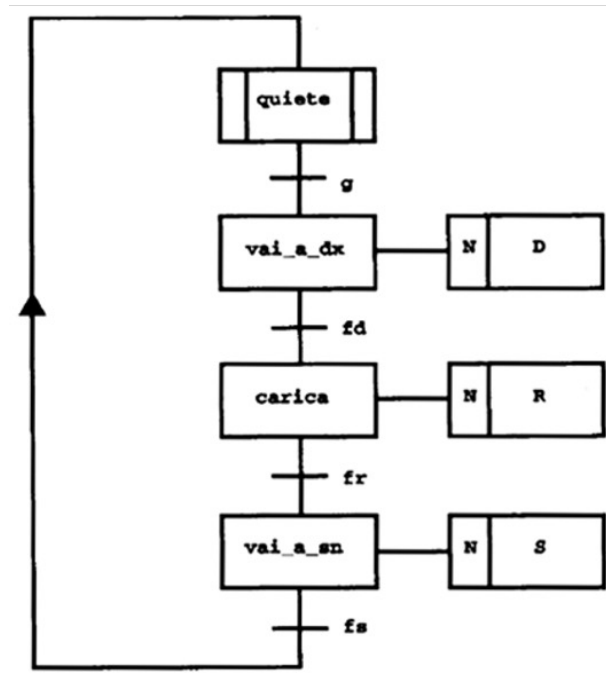 quiete
g
vai_a_dx N D
fd
carica N R
fr
vai_a_sn N S
fs